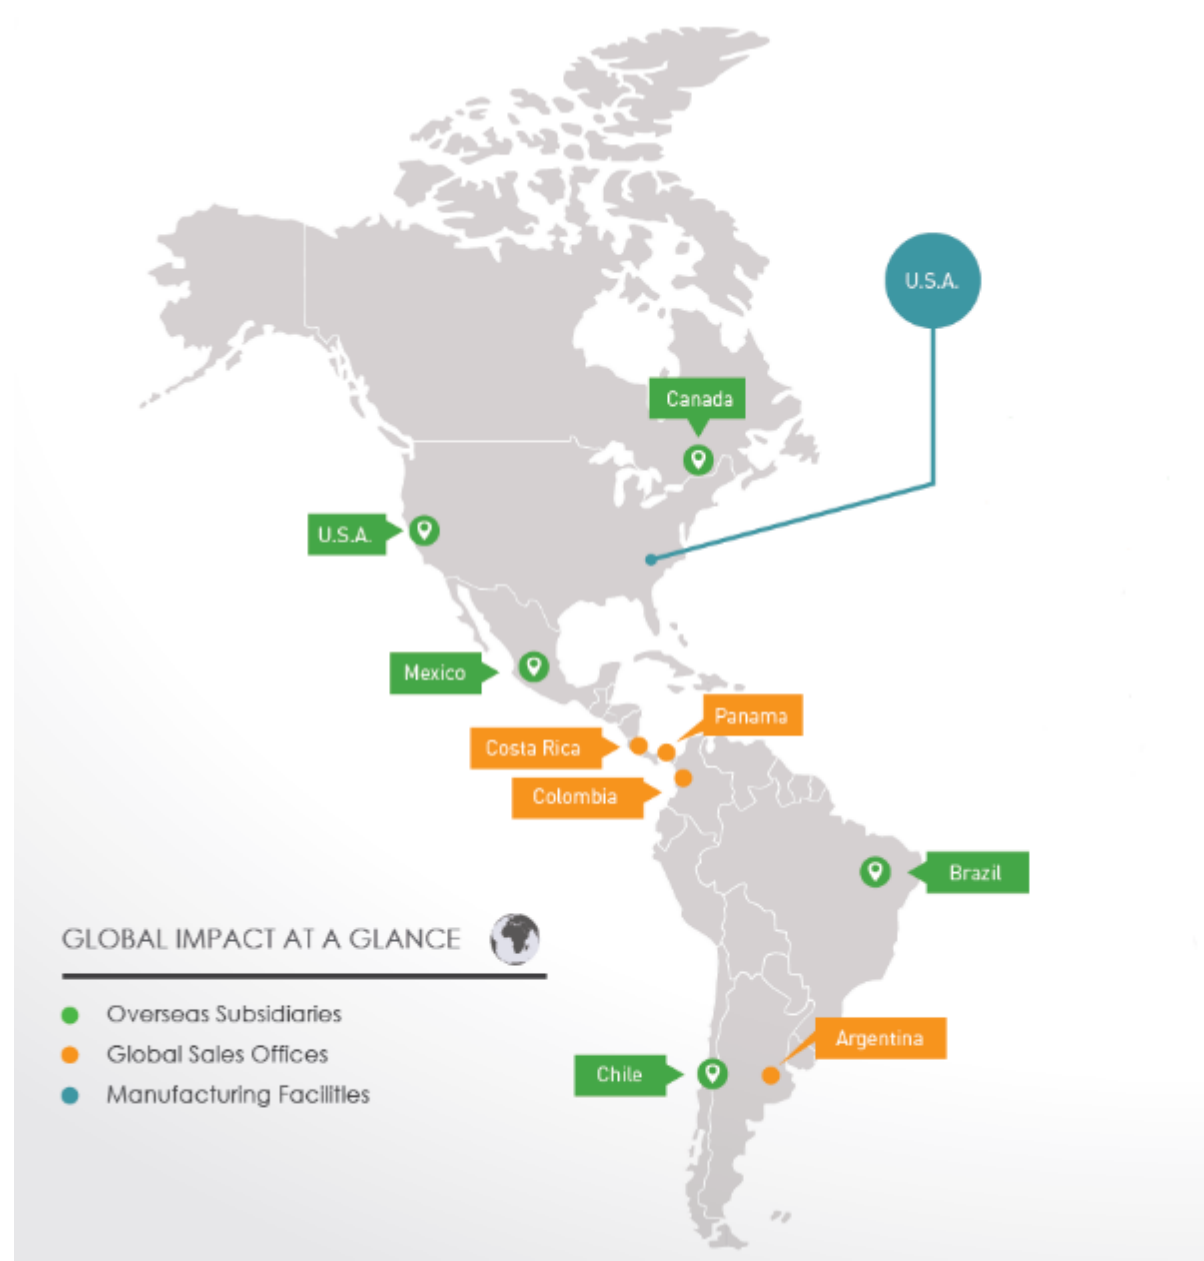 U.S.A.
Canada
U.S.A.
Mexico
Panama
Costa Rica
Colombia
Brazil
GLOBAL IMPACT AT A GLANCE
Overseas Subsidiaries
Global Sales Offices
Manufacturing Facilities
Argentina
Chile